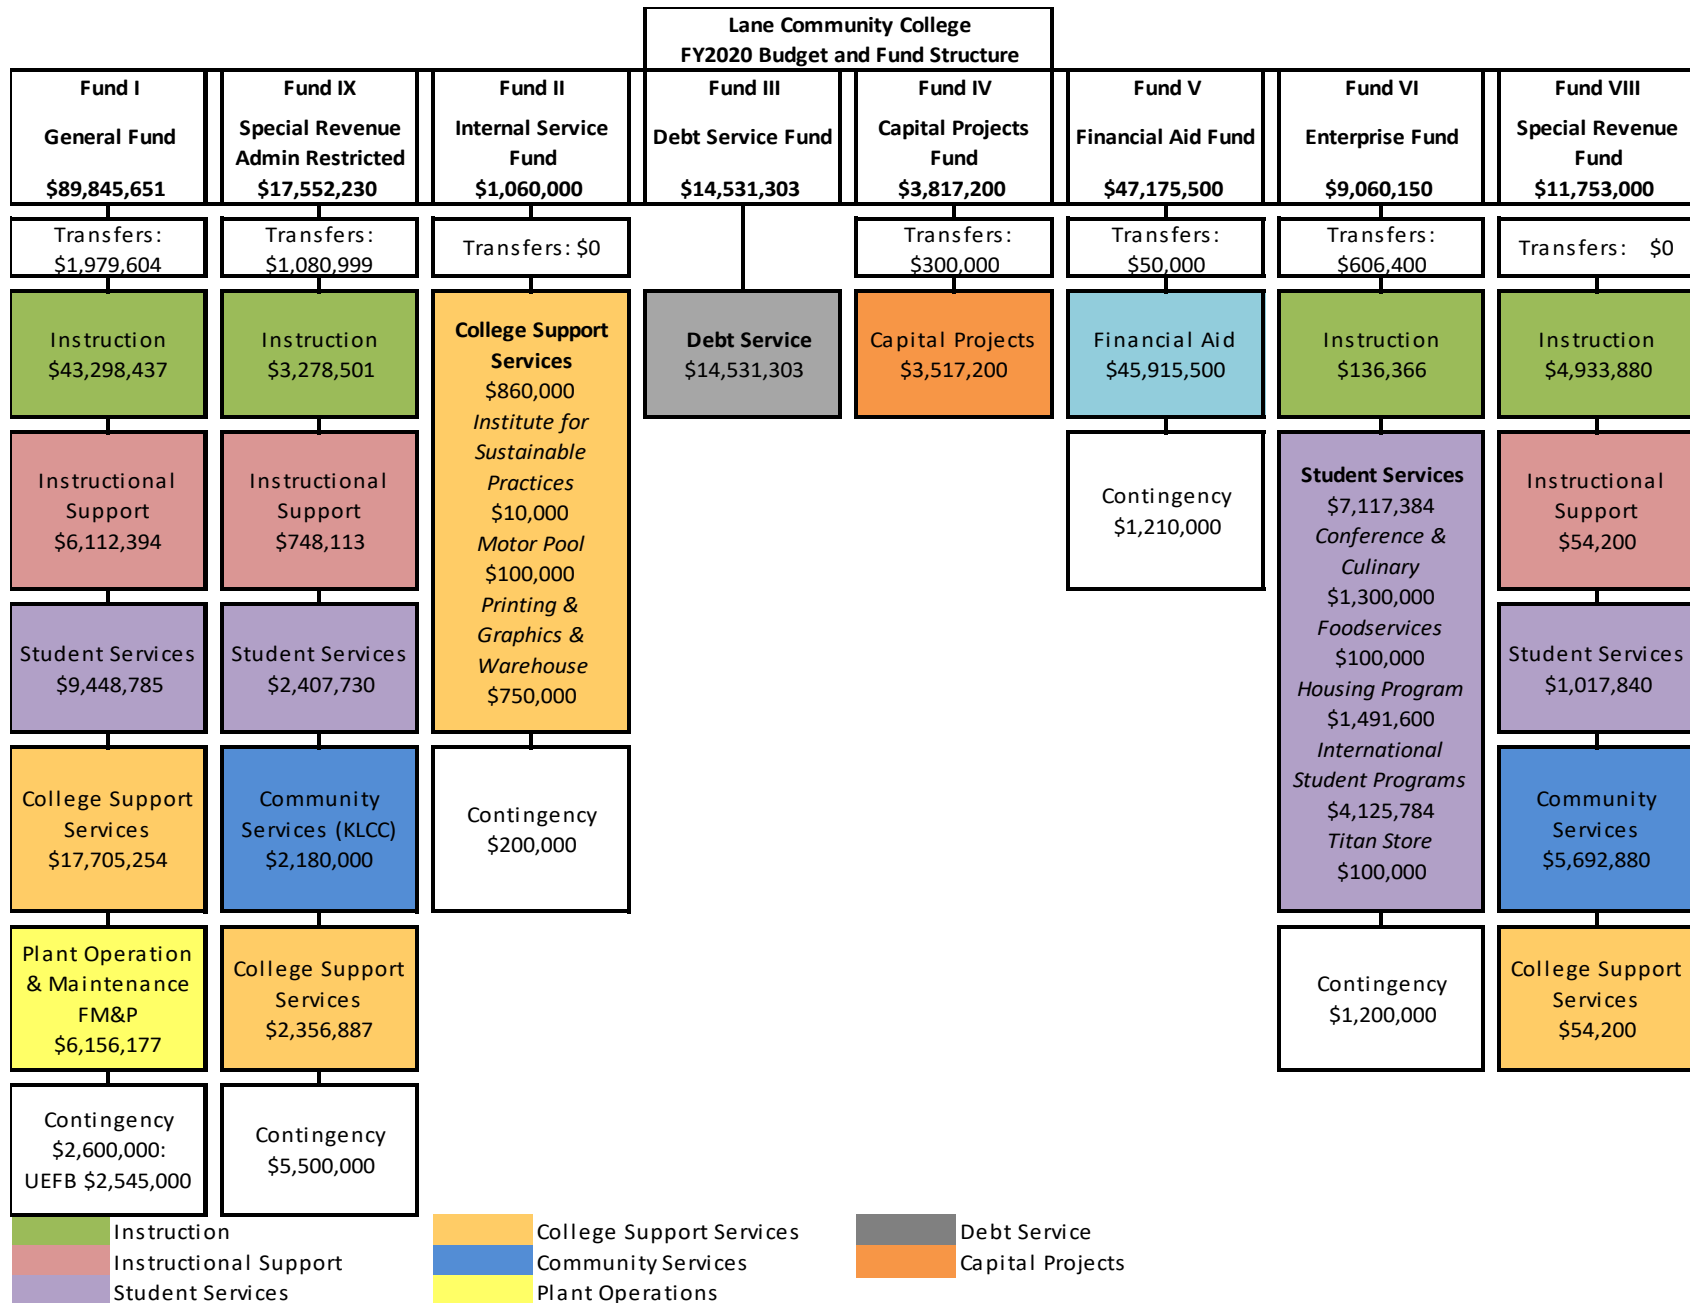 Lane Community College
FY2020 Budget and Fund Structure
Fund I
General Fund
$89,845,651
Transfers:
$1,979,604
Instruction
$43,298,437
Instructional
Support
$6,112,394
Student Services
$9,448,785
College Support
Services
$17,705,254
Plant Operation
& Maintenance
FM&P
$6,156,177
Contingency
$2,600,000:
UEFB $2,545,000
Fund IX
Special Revenue
Admin Restricted
$17,552,230
Transfers:
$1,080,999
Instruction
$3,278,501
Instructional
Support
$748,113
Student Services
$2,407,730
Community
Services (KLCC)
$2,180,000
College Support
Services
$2,356,887
Contingency
$5,500,000
Fund II
Internal Service
Fund
$1,060,000
Transfers: $0
College Support
Services
$860,000
Institute for
Sustainable
Practices
$10,000
Motor Pool
$100,000
Printing &
Graphics &
Warehouse
$750,000
Contingency
$200,000
Fund III
Debt Service Fund
$14,531,303
Debt Service
$14,531,303
Fund IV
Capital Projects
Fund
$3,817,200
Transfers:
$300,000
Capital Projects
$3,517,200
Fund V
Financial Aid Fund
$47,175,500
Transfers:
$50,000
Financial Aid
$45,915,500
Contingency
$1,210,000
Fund VI
Enterprise Fund
$9,060,150
Transfers:
$606,400
Instruction
$136,366
Student Services
$7,117,384
Conference &
Culinary
$1,300,000
Foodservices
$100,000
Housing Program
$1,491,600
International
Student Programs
$4,125,784
Titan Store
$100,000
Contingency
$1,200,000
Fund VIII
Special Revenue
Fund
$11,753,000
Transfers: $0
Instruction
$4,933,880
Instructional
Support
$54,200
Student Services
$1,017,840
Community
Services
$5,692,880
College Support
Services
$54,200
Instruction
Instructional Support
Student Services
College Support Services
Community Services
Plant Operations
Debt Service
Capital Projects